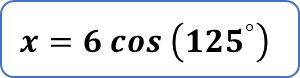 x = 6 cos (125°)